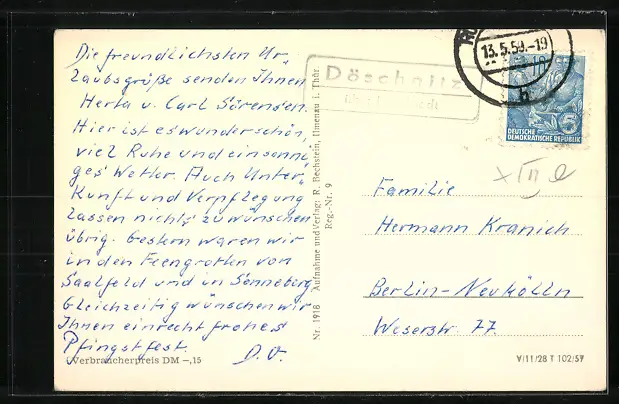 Die freundlichsten Ur-
laubsgrüße senden Ihnen
Herta u. Carl Sörensen.
Hier ist es wunderschön,
viel Ruhe und ein sonni-
ges Wetter. Auch Unter-
kunft und Verpflegung
lassen nichts zu wünschen
übrig. Gestern waren wir
in den Feengrotten von
Saalfeld und in Sonneberg.
Gleichzeitig wünschen wir
Ihnen ein recht frohes
Pfingstfest. D.O.
Verbraucherpreis DM -,15
Nr. 1918 Aufnahme und Verlag: R. Bechstein, Ilmenau i. Thür
Reg.-Nr. 9
Döschnitz
über
13.5.59.-19
b
DEUTSCHE
DEMOKRATISCHE REPUBLIK
5
Familie
Hermann Kranich
Berlin-Neukölln
Weserstr. 77.
V/11/28 T 102/57